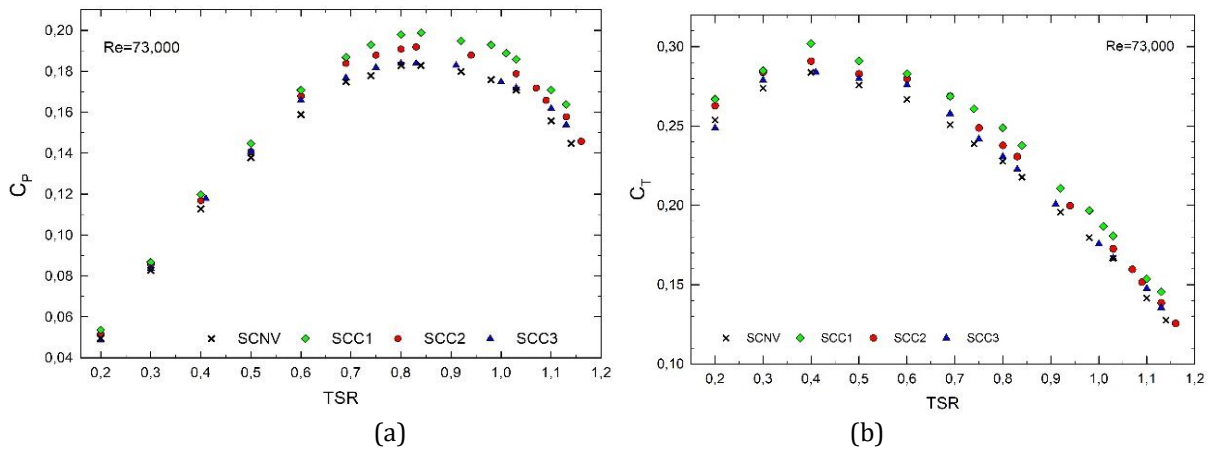 Re=73,000
C_P
0,20
0,18
0,16
0,14
0,12
0,10
0,08
0,06
0,04
SCNV SCC1 SCC2 SCC3
0,2 0,3 0,4 0,5 0,6 0,7 0,8 0,9 1,0 1,1 1,2
TSR
(a)
Re=73,000
C_T
0,30
0,25
0,20
0,15
0,10
SCNV SCC1 SCC2 SCC3
0,2 0,3 0,4 0,5 0,6 0,7 0,8 0,9 1,0 1,1 1,2
TSR
(b)